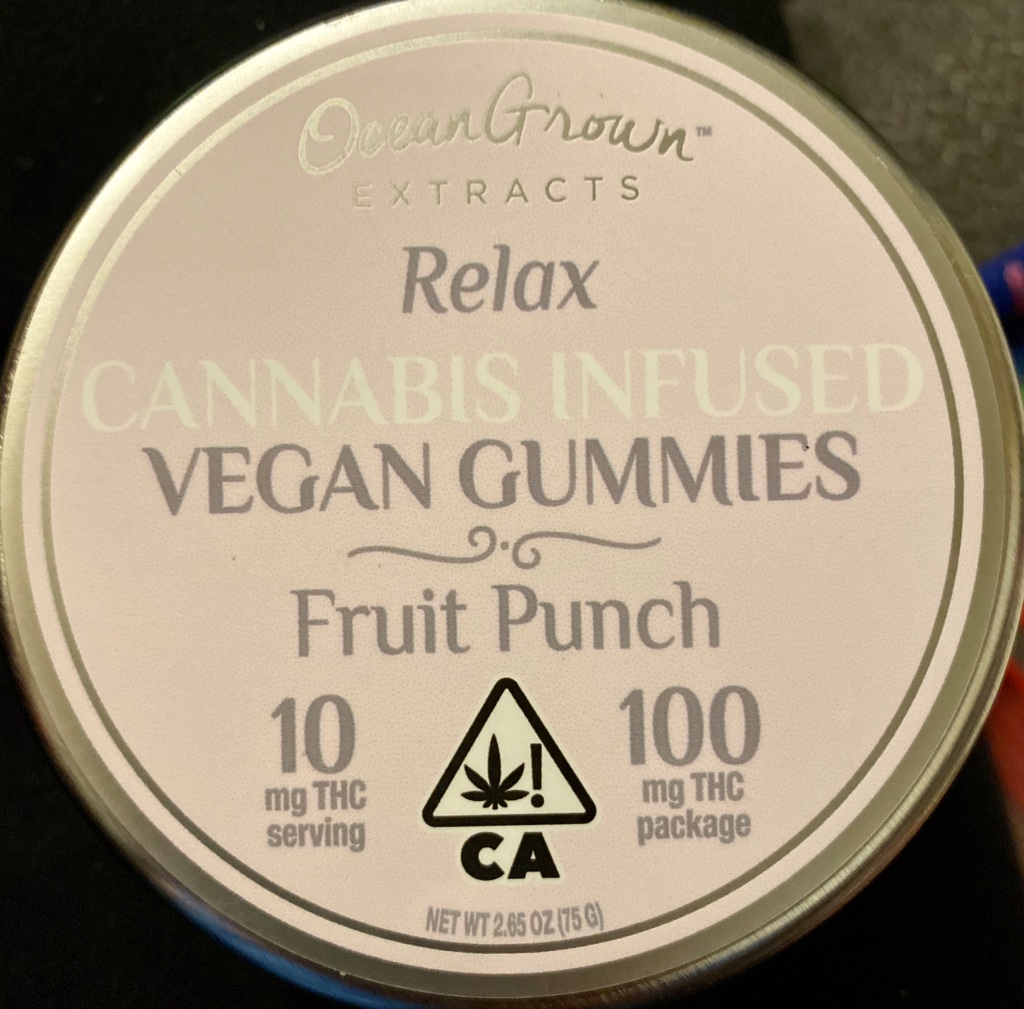 OceanGrown™
EXTRACTS
Relax
CANNABIS INFUSED
VEGAN GUMMIES
Fruit Punch
10
mg THC
serving
!
CA
100
mg THC
package
NET WT 2.65 OZ (75 G)